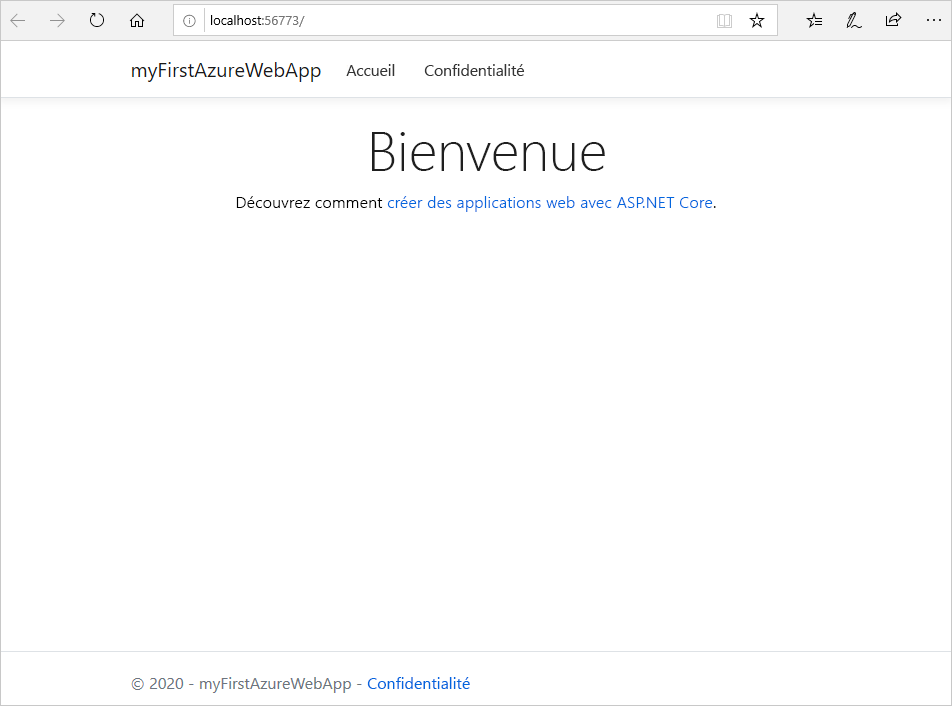 localhost:56773/
myFirstAzureWebApp Accueil Confidentialité
Bienvenue
Découvrez comment créer des applications web avec ASP.NET Core.
© 2020 - myFirstAzureWebApp - Confidentialité